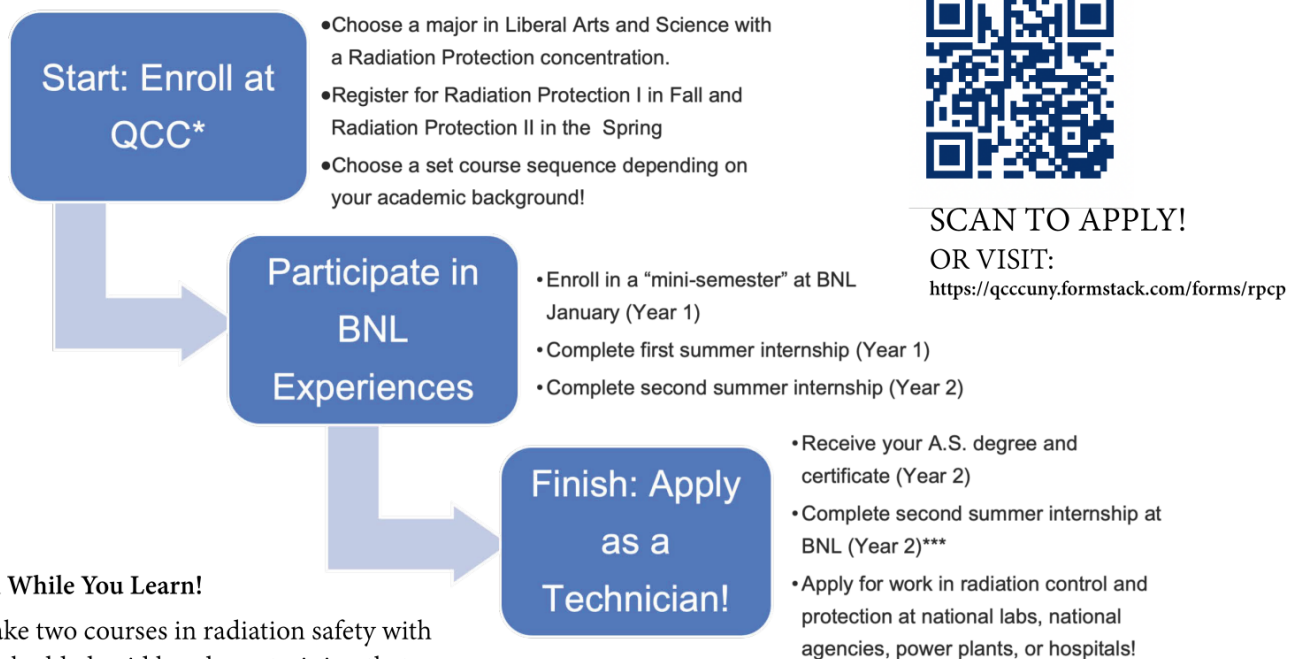 Start: Enroll at
QCC*
•Choose a major in Liberal Arts and Science with
a Radiation Protection concentration.
•Register for Radiation Protection I in Fall and
Radiation Protection II in the Spring
•Choose a set course sequence depending on
your academic background!
SCAN TO APPLY!
OR VISIT:
https://qcccuny.formstack.com/forms/rpcp
Participate in
BNL
Experiences
•Enroll in a “mini-semester” at BNL
January (Year 1)
•Complete first summer internship (Year 1)
•Complete second summer internship (Year 2)
Finish: Apply
as a
Technician!
•Receive your A.S. degree and
certificate (Year 2)
•Complete second summer internship at
BNL (Year 2)***
•Apply for work in radiation control and
protection at national labs, national
agencies, power plants, or hospitals!
While You Learn!
two courses in radiation safety with